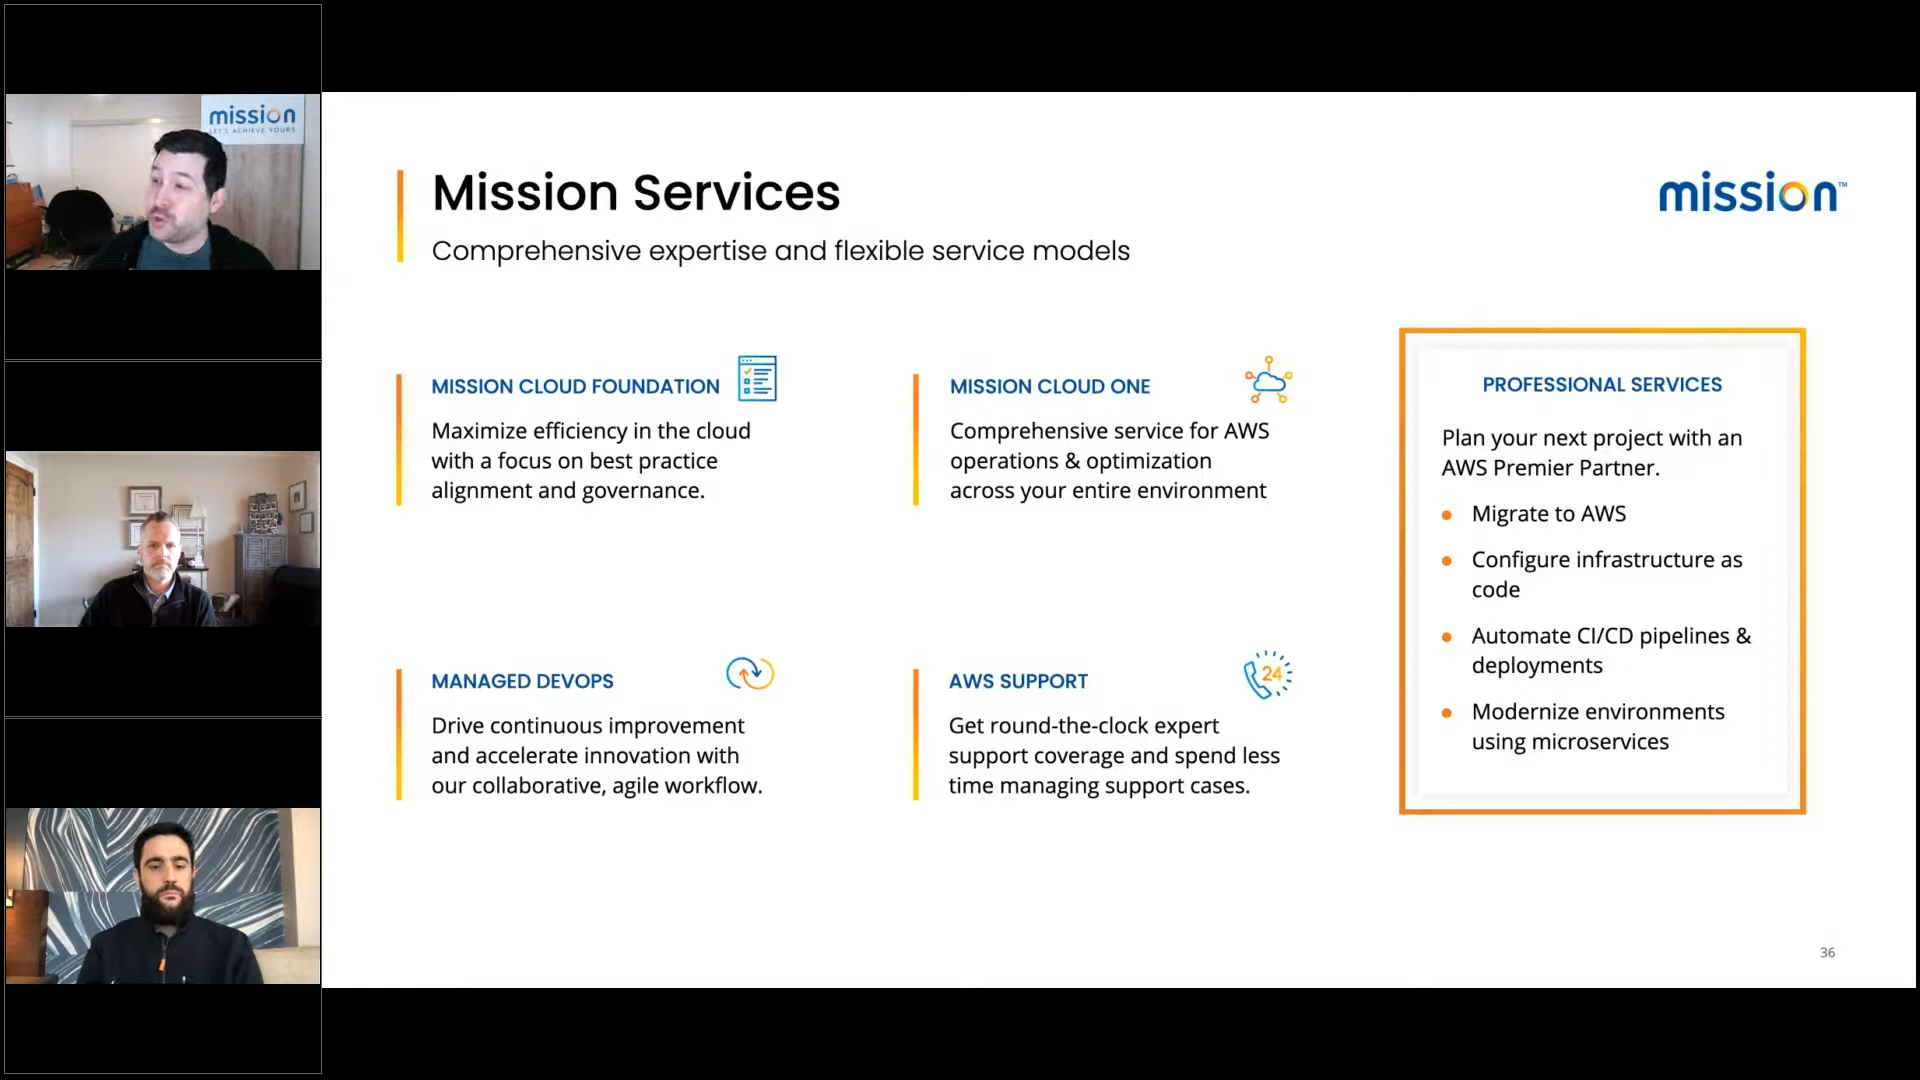 mission
LET'S ACHIEVE YOURS
Mission Services
Comprehensive expertise and flexible service models
mission™
MISSION CLOUD FOUNDATION
Maximize efficiency in the cloud
with a focus on best practice
alignment and governance.
MISSION CLOUD ONE
Comprehensive service for AWS
operations & optimization
across your entire environment
MANAGED DEVOPS
Drive continuous improvement
and accelerate innovation with
our collaborative, agile workflow.
AWS SUPPORT
24
Get round-the-clock expert
support coverage and spend less
time managing support cases.
PROFESSIONAL SERVICES
Plan your next project with an
AWS Premier Partner.
Migrate to AWS
Configure infrastructure as
code
Automate CI/CD pipelines &
deployments
Modernize environments
using microservices
36